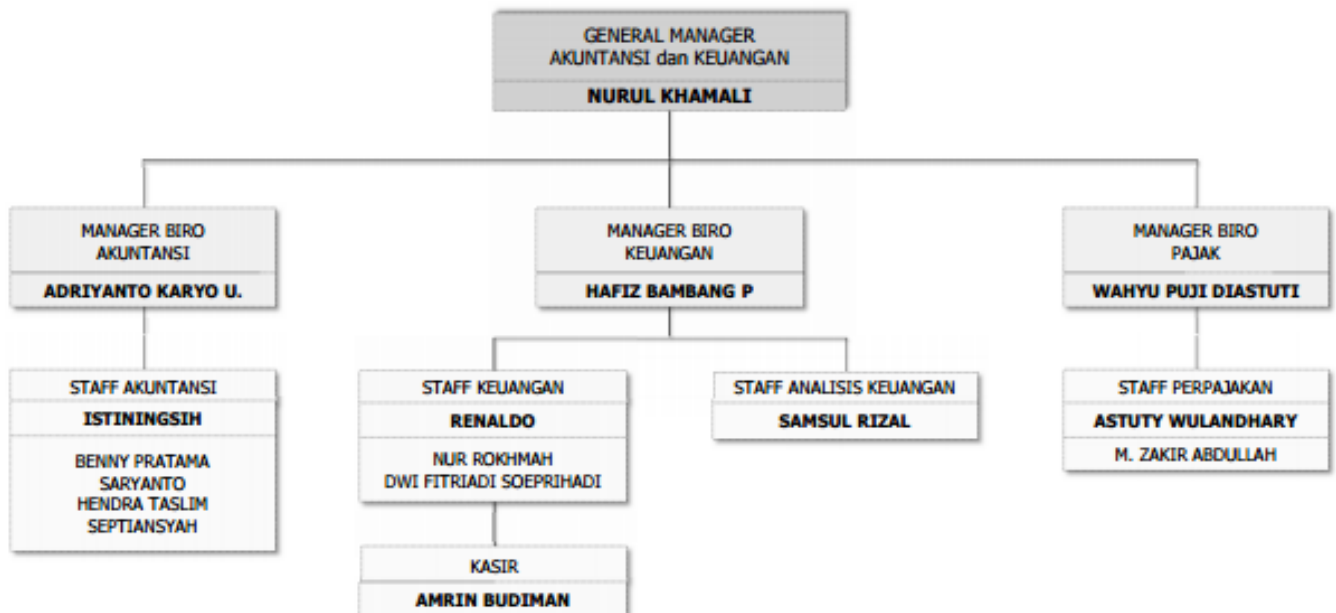 GENERAL MANAGER
AKUNTANSI dan KEUANGAN
NURUL KHAMALI
MANAGER BIRO
AKUNTANSI
ADRIYANTO KARYO U.
MANAGER BIRO
KEUANGAN
HAFIZ BAMBANG P
MANAGER BIRO
PAJAK
WAHYU PUJI DIASTUTI
STAFF AKUNTANSI
ISTININGSIH
BENNY PRATAMA
SARYANTO
HENDRA TASLIM
SEPTIANSYAH
STAFF KEUANGAN
RENALDO
NUR ROKHMAH
DWI FITRIADI SOEPRIHADI
KASIR
AMRIN BUDIMAN
STAFF ANALISIS KEUANGAN
SAMSUL RIZAL
STAFF PERPAJAKAN
ASTUTY WULANDHARY
M. ZAKIR ABDULLAH